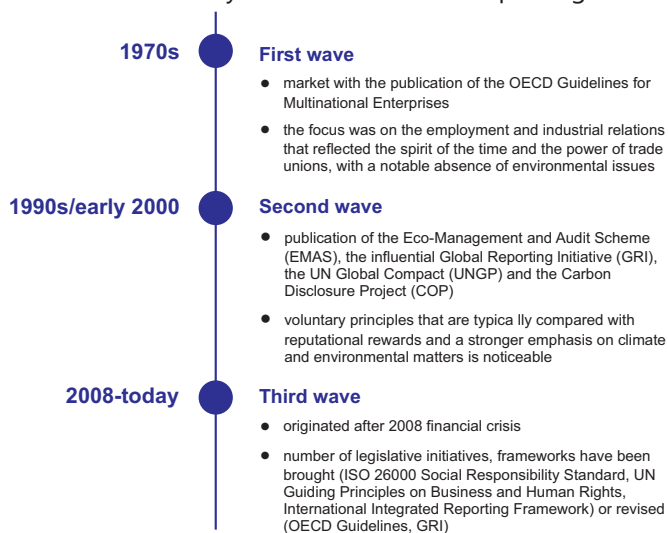 1970s
First wave
● market with the publication of the OECD Guidelines for
Multinational Enterprises
● the focus was on the employment and industrial relations
that reflected the spirit of the time and the power of trade
unions, with a notable absence of environmental issues
1990s/early 2000
Second wave
● publication of the Eco-Management and Audit Scheme
(EMAS), the influential Global Reporting Initiative (GRI),
the UN Global Compact (UNGP) and the Carbon
Disclosure Project (COP)
● voluntary principles that are typica lly compared with
reputational rewards and a stronger emphasis on climate
and environmental matters is noticeable
2008-today
Third wave
● originated after 2008 financial crisis
● number of legislative initiatives, frameworks have been
brought (ISO 26000 Social Responsibility Standard, UN
Guiding Principles on Business and Human Rights,
International Integrated Reporting Framework) or revised
(OECD Guidelines, GRI)